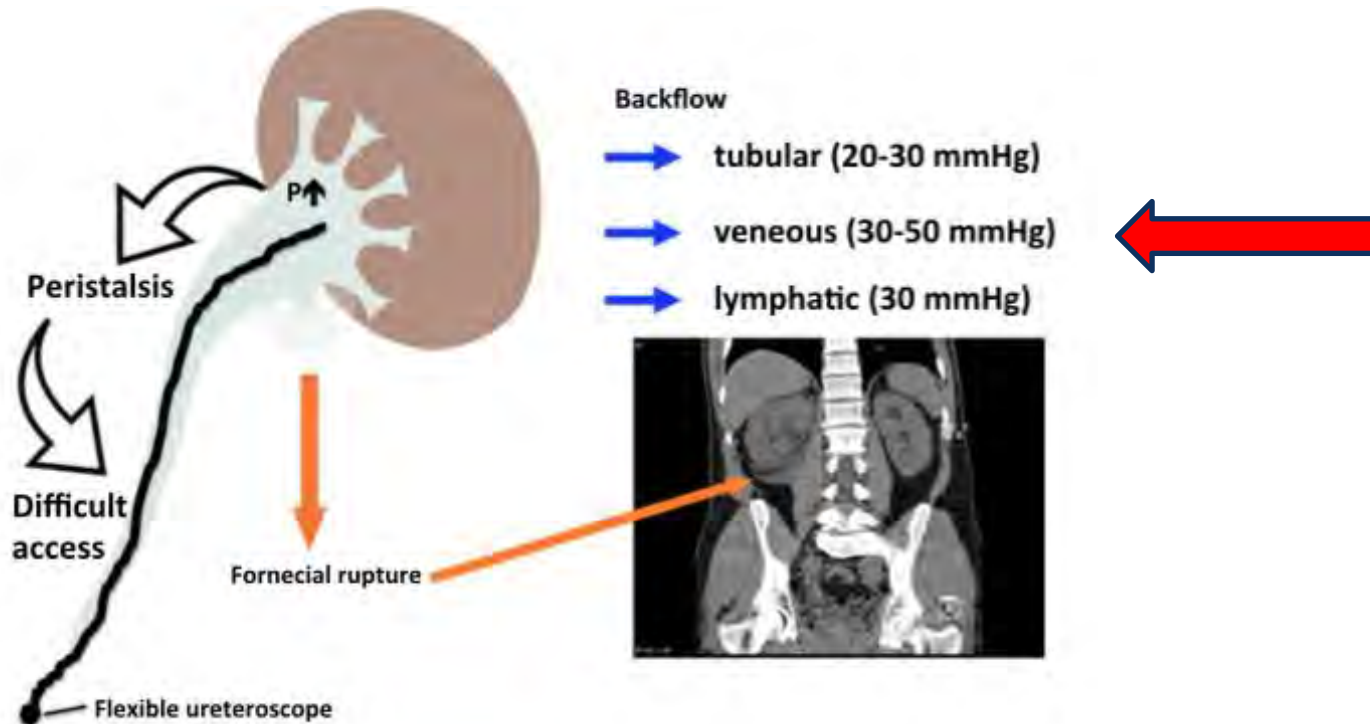 Backflow
tubular (20-30 mmHg)
P
veneous (30-50 mmHg)
Peristalsis
lymphatic (30 mmHg)
Difficult
access
Fornecial rupture
Flexible ureteroscope